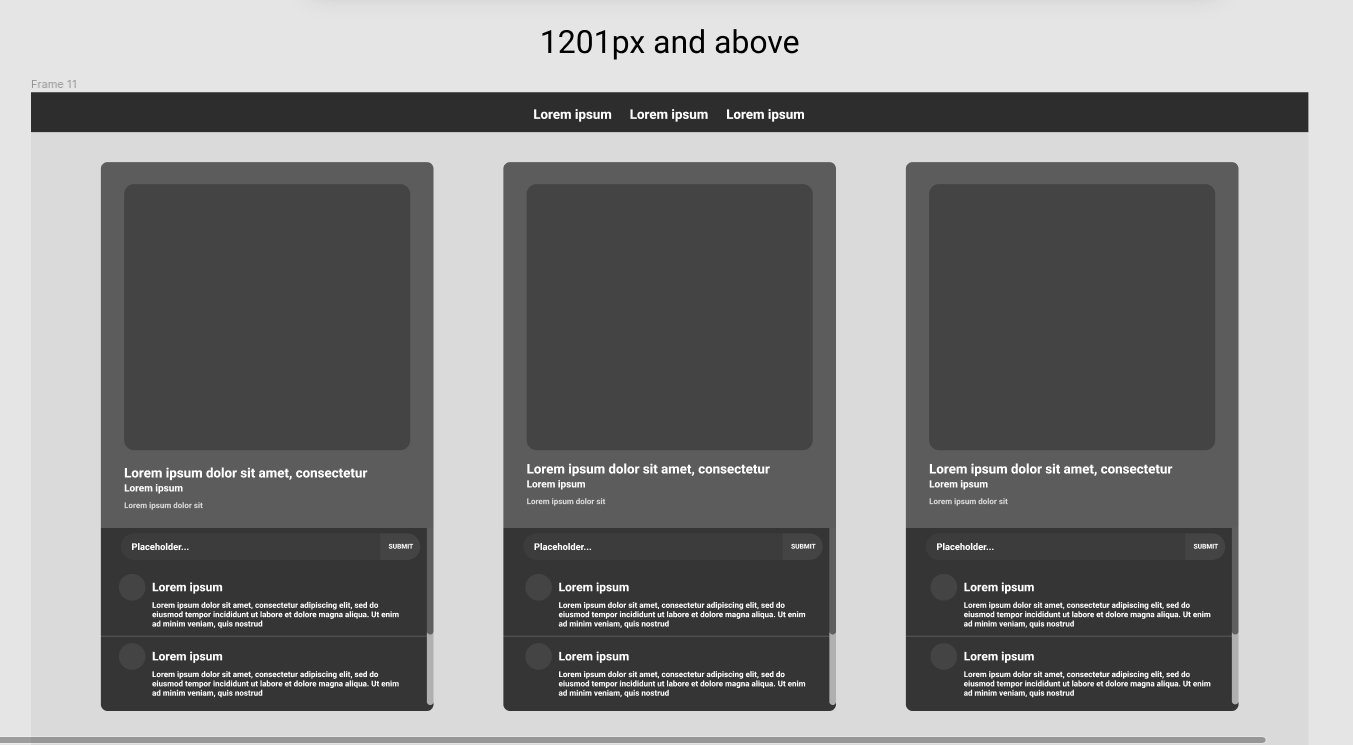 1201px and above
Frame 11
Lorem ipsum Lorem ipsum Lorem ipsum
Lorem ipsum dolor sit amet, consectetur
Lorem ipsum
Lorem ipsum dolor sit
Placeholder...
SUBMIT
Lorem ipsum
Lorem ipsum dolor sit amet, consectetur adipiscing elit, sed do
eiusmod tempor incididunt ut labore et dolore magna aliqua. Ut enim
ad minim veniam, quis nostrud
Lorem ipsum
Lorem ipsum dolor sit amet, consectetur adipiscing elit, sed do
eiusmod tempor incididunt ut labore et dolore magna aliqua. Ut enim
ad minim veniam, quis nostrud
Lorem ipsum dolor sit amet, consectetur
Lorem ipsum
Lorem ipsum dolor sit
Placeholder...
SUBMIT
Lorem ipsum
Lorem ipsum dolor sit amet, consectetur adipiscing elit, sed do
eiusmod tempor incididunt ut labore et dolore magna aliqua. Ut enim
ad minim veniam, quis nostrud
Lorem ipsum
Lorem ipsum dolor sit amet, consectetur adipiscing elit, sed do
eiusmod tempor incididunt ut labore et dolore magna aliqua. Ut enim
ad minim veniam, quis nostrud
Lorem ipsum dolor sit amet, consectetur
Lorem ipsum
Lorem ipsum dolor sit
Placeholder...
SUBMIT
Lorem ipsum
Lorem ipsum dolor sit amet, consectetur adipiscing elit, sed do
eiusmod tempor incididunt ut labore et dolore magna aliqua. Ut enim
ad minim veniam, quis nostrud
Lorem ipsum
Lorem ipsum dolor sit amet, consectetur adipiscing elit, sed do
eiusmod tempor incididunt ut labore et dolore magna aliqua. Ut enim
ad minim veniam, quis nostrud